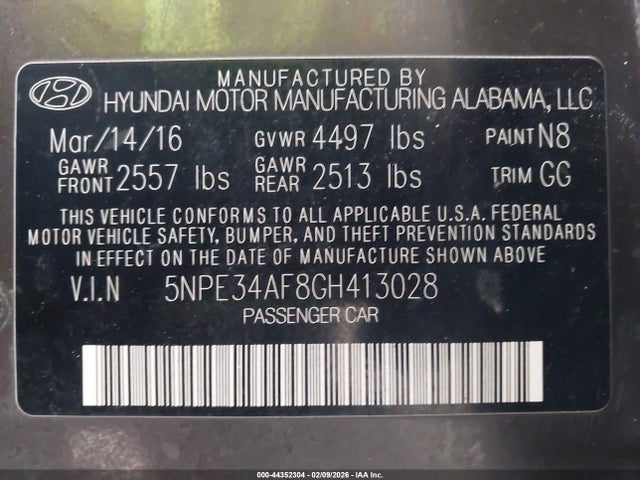 MANUFACTURED BY
HYUNDAI MOTOR MANUFACTURING ALABAMA, LLC
Mar/14/16 GVWR 4497 lbs PAINT N8
GAWR FRONT 2557 lbs GAWR REAR 2513 lbs TRIM GG
THIS VEHICLE CONFORMS TO ALL APPLICABLE U.S.A. FEDERAL
MOTOR VEHICLE SAFETY, BUMPER, AND THEFT PREVENTION STANDARDS
IN EFFECT ON THE DATE OF MANUFACTURE SHOWN ABOVE
V.I.N 5NPE34AF8GH413028
PASSENGER CAR
000-44352304 - 02/09/2026 - IAA Inc.